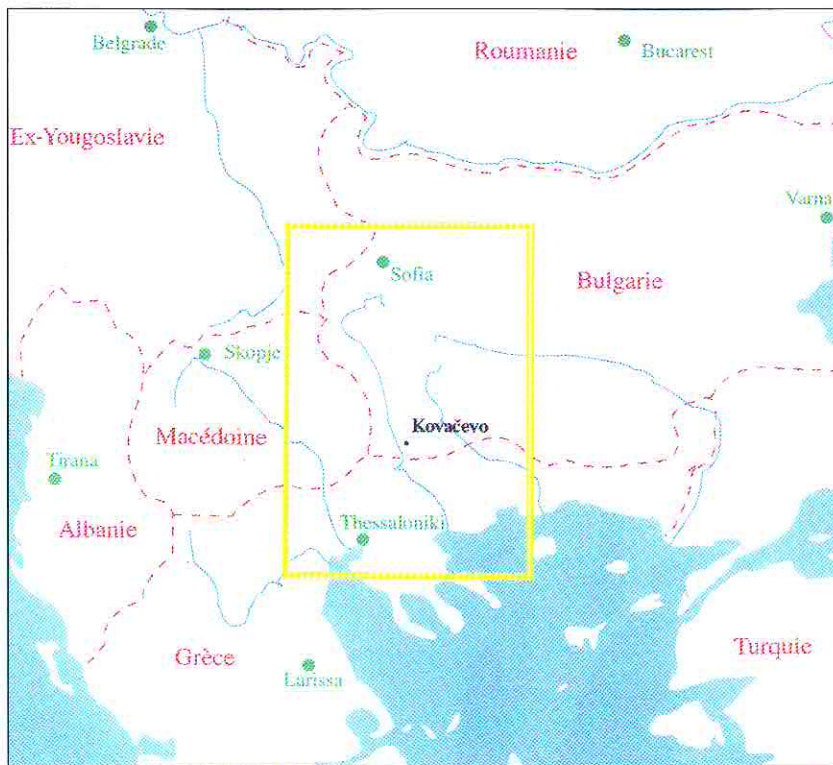 Belgrade
Roumanie
Bucarest
Ex-Yougoslavie
Varna
Sofia
Bulgarie
Skopje
Kovačevo
Macédoine
Tirana
Thessaloniki
Albanie
Grèce
Larissa
Turquie